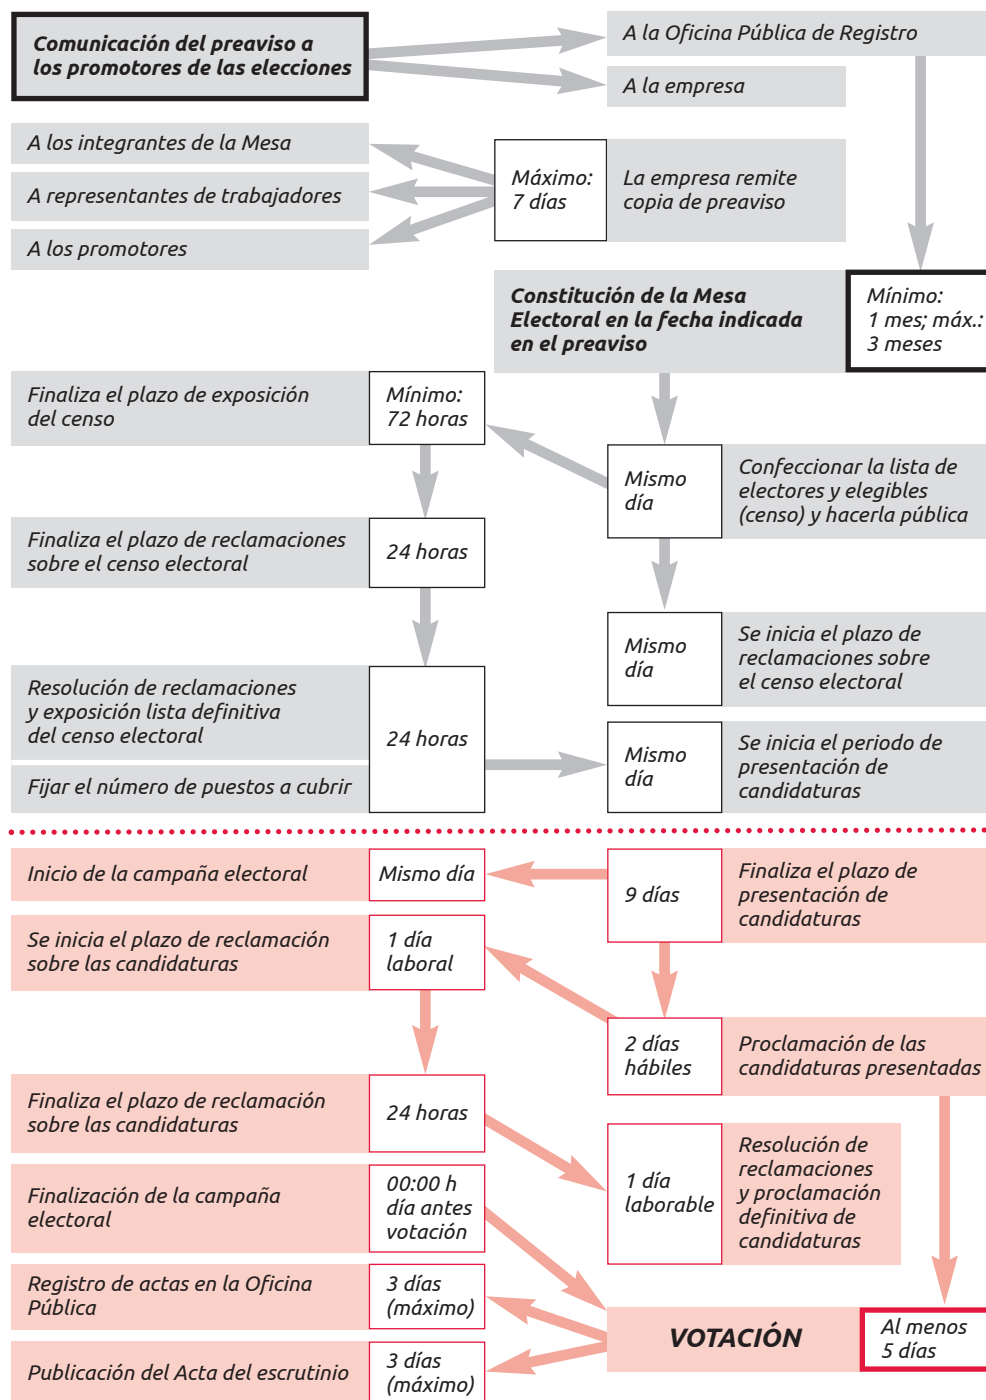 Comunicación del preaviso a
los promotores de las elecciones
A la Oficina Pública de Registro
A la empresa
A los integrantes de la Mesa
A representantes de trabajadores
A los promotores
Máximo:
7 días
La empresa remite
copia de preaviso
Constitución de la Mesa
Electoral en la fecha indicada
en el preaviso
Mínimo:
1 mes; máx.:
3 meses
Finaliza el plazo de exposición
del censo
Mínimo:
72 horas
Mismo
día
Confeccionar la lista de
electores y elegibles
(censo) y hacerla pública
Finaliza el plazo de reclamaciones
sobre el censo electoral
24 horas
Mismo
día
Se inicia el plazo de
reclamaciones sobre
el censo electoral
Resolución de reclamaciones
y exposición lista definitiva
del censo electoral
Fijar el número de puestos a cubrir
24 horas
Mismo
día
Se inicia el periodo de
presentación de
candidaturas
Inicio de la campaña electoral
Mismo día
9 días
Finaliza el plazo de
presentación de
candidaturas
Se inicia el plazo de reclamación
sobre las candidaturas
1 día
laboral
2 días
hábiles
Proclamación de las
candidaturas presentadas
Finaliza el plazo de reclamación
sobre las candidaturas
24 horas
1 día
laborable
Resolución de
reclamaciones
y proclamación
definitiva de
candidaturas
Finalización de la campaña
electoral
00:00 h
día antes
votación
Registro de actas en la Oficina
Pública
3 días
(máximo)
VOTACIÓN
Al menos
5 días
Publicación del Acta del escrutinio
3 días
(máximo)